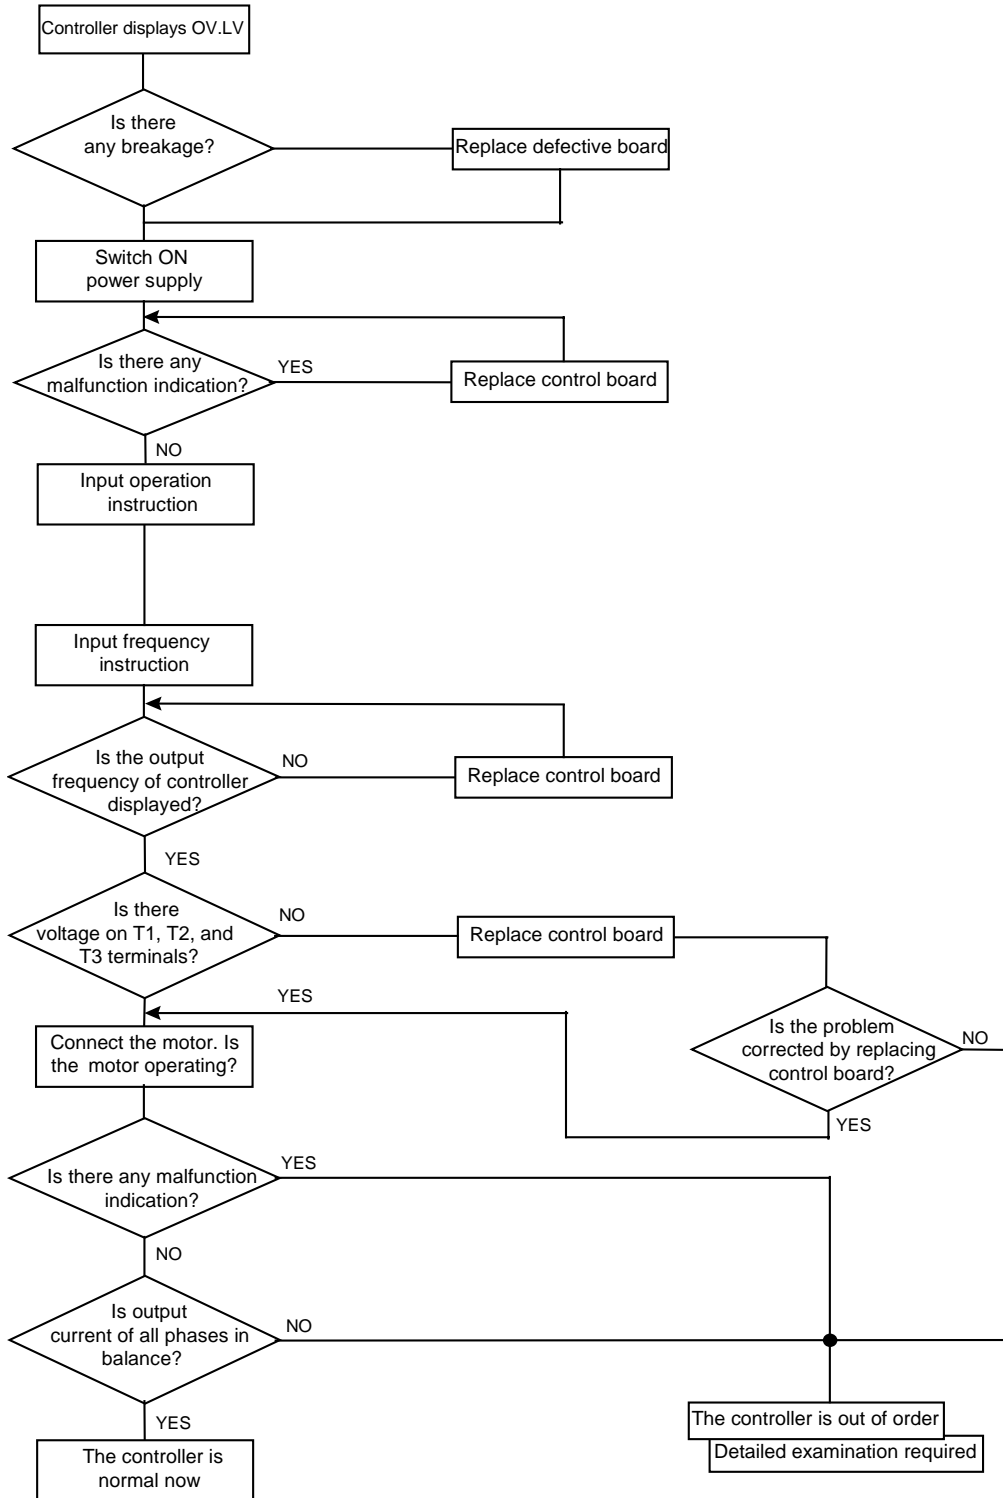 Controller displays OV.LV
Is there
any breakage?
Replace defective board
Switch ON
power supply
Is there any
malfunction indication?
YES
Replace control board
NO
Input operation
instruction
Input frequency
instruction
Is the output
frequency of controller
displayed?
NO
Replace control board
YES
Is there
voltage on T1, T2, and
T3 terminals?
NO
Replace control board
YES
Is the problem
corrected by replacing
control board?
NO
YES
Connect the motor. Is
the motor operating?
Is there any malfunction
indication?
YES
NO
Is output
current of all phases in
balance?
NO
YES
The controller is out of order
Detailed examination required
The controller is
normal now